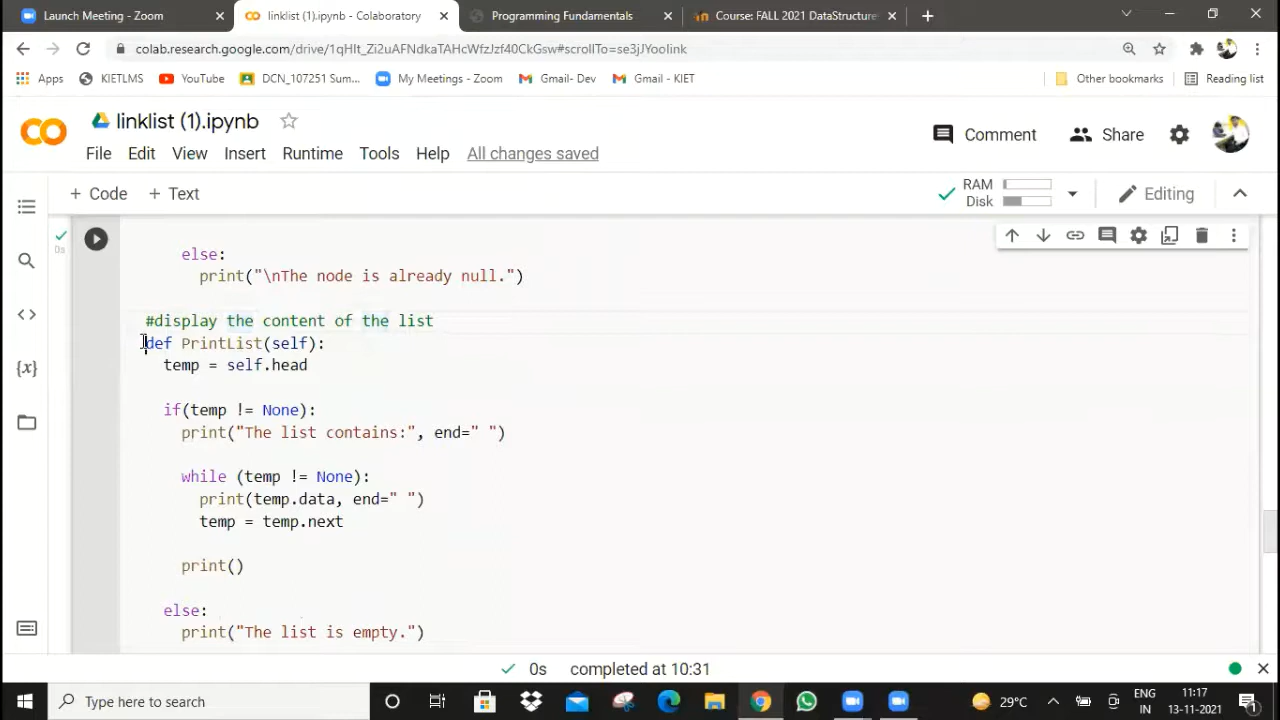 Launch Meeting - Zoom
linklist (1).ipynb - Colaboratory
Programming Fundamentals
Course: FALL 2021 DataStructure
colab.research.google.com/drive/1qHlt_Zi2uAFNdkaTAHcWfzJzf40CkGsw#scrollTo=se3jJYooIink
Apps
KIETLMS
YouTube
DCN_107251 Sum...
My Meetings - Zoom
Gmail- Dev
Gmail - KIET
Other bookmarks
Reading list
linklist (1).ipynb
Comment
Share
File Edit View Insert Runtime Tools Help All changes saved
+ Code + Text
RAM
Disk
Editing
0s
else:
print("\nThe node is already null.")
#display the content of the list
def PrintList(self):
temp = self.head
if(temp != None):
print("The list contains:", end=" ")
while (temp != None):
print(temp.data, end=" ")
temp = temp.next
print()
else:
print("The list is empty.")
0s completed at 10:31
Type here to search
29°C
ENG
IN
11:17
13-11-2021
1